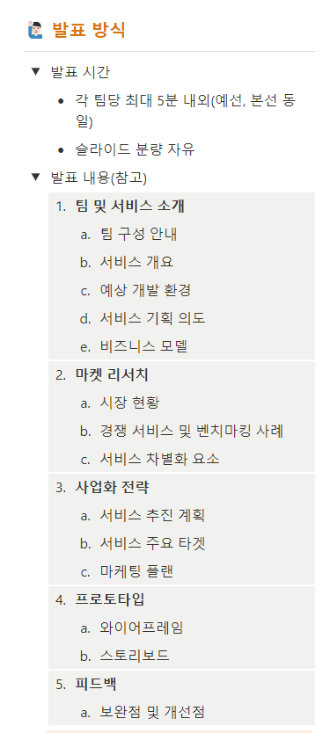 발표 방식
▼ 발표 시간
• 각 팀당 최대 5분 내외(예선, 본선 동
일)
• 슬라이드 분량 자유
▼ 발표 내용(참고)
1. 팀 및 서비스 소개
a. 팀 구성 안내
b. 서비스 개요
c. 예상 개발 환경
d. 서비스 기획 의도
e. 비즈니스 모델
2. 마켓 리서치
a. 시장 현황
b. 경쟁 서비스 및 벤치마킹 사례
c. 서비스 차별화 요소
3. 사업화 전략
a. 서비스 추진 계획
b. 서비스 주요 타겟
c. 마케팅 플랜
4. 프로토타입
a. 와이어프레임
b. 스토리보드
5. 피드백
a. 보완점 및 개선점